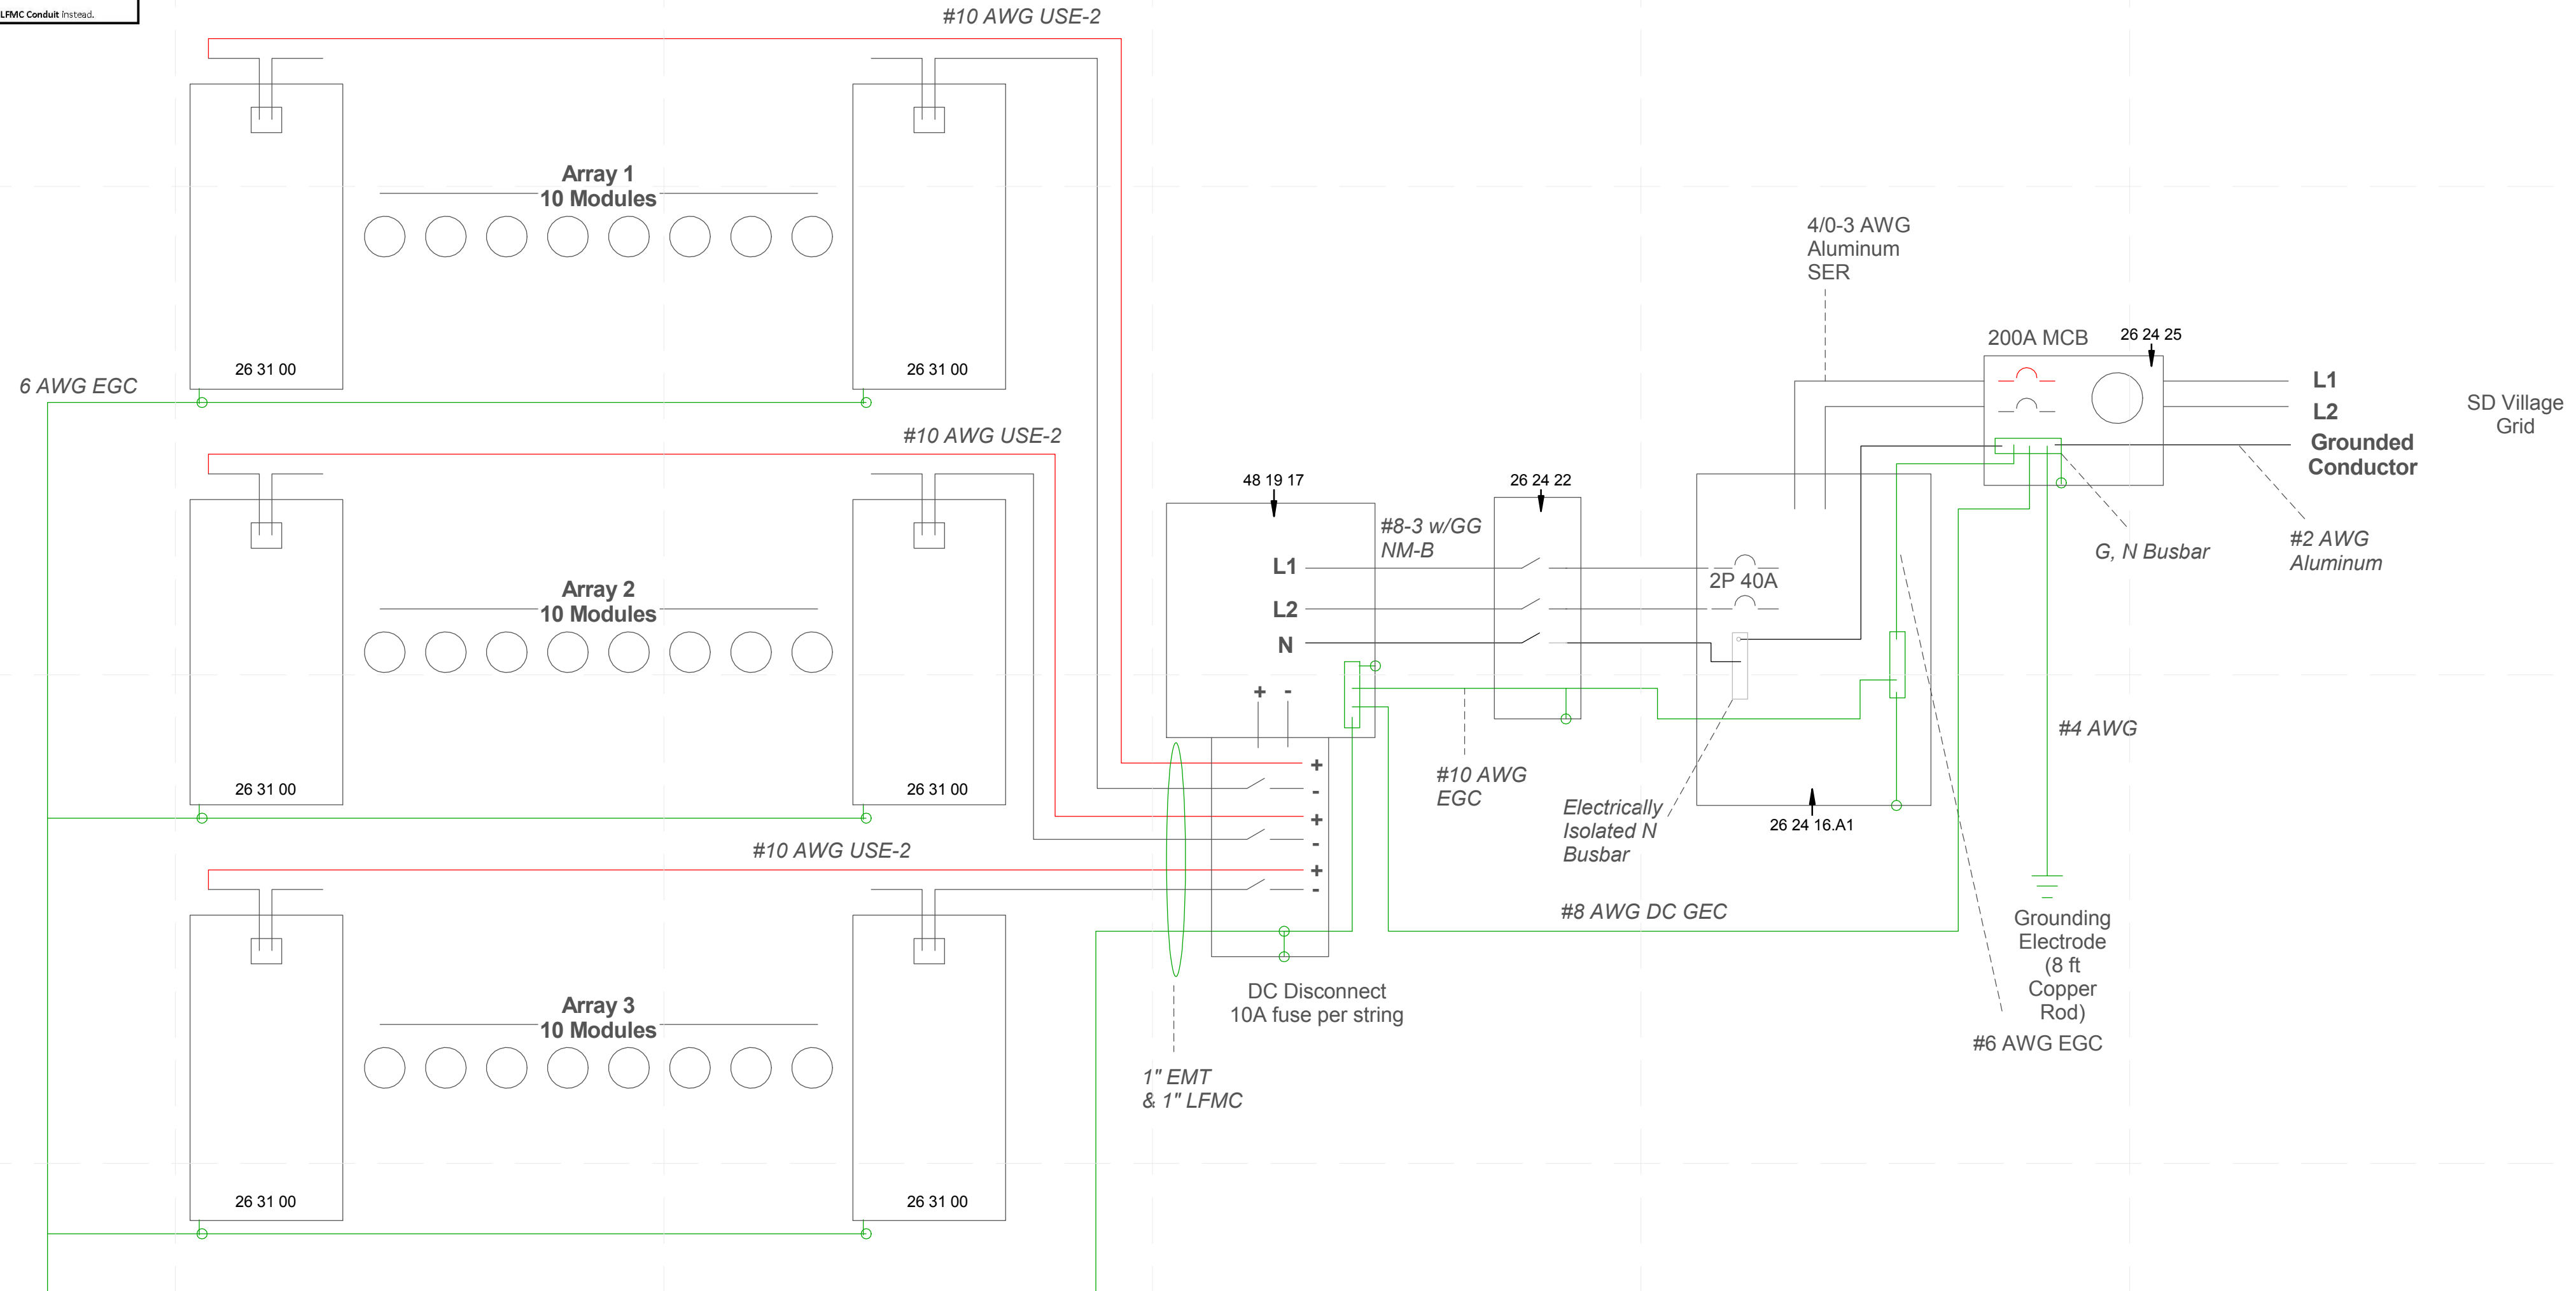 LFMC Conduit instead.
#10 AWG USE-2
Array 1
10 Modules
26 31 00
26 31 00
6 AWG EGC
#10 AWG USE-2
Array 2
10 Modules
26 31 00
26 31 00
#10 AWG USE-2
Array 3
10 Modules
26 31 00
26 31 00
48 19 17
L1
L2
N
+ -
+
-
+
-
+
-
DC Disconnect
10A fuse per string
1" EMT
& 1" LFMC
#8-3 w/GG
NM-B
26 24 22
#10 AWG
EGC
2P 40A
Electrically
Isolated N
Busbar
26 24 16.A1
#8 AWG DC GEC
4/0-3 AWG
Aluminum
SER
200A MCB
26 24 25
L1
L2
Grounded
Conductor
SD Village
Grid
G, N Busbar
#2 AWG
Aluminum
#4 AWG
Grounding
Electrode
(8 ft
Copper
Rod)
#6 AWG EGC